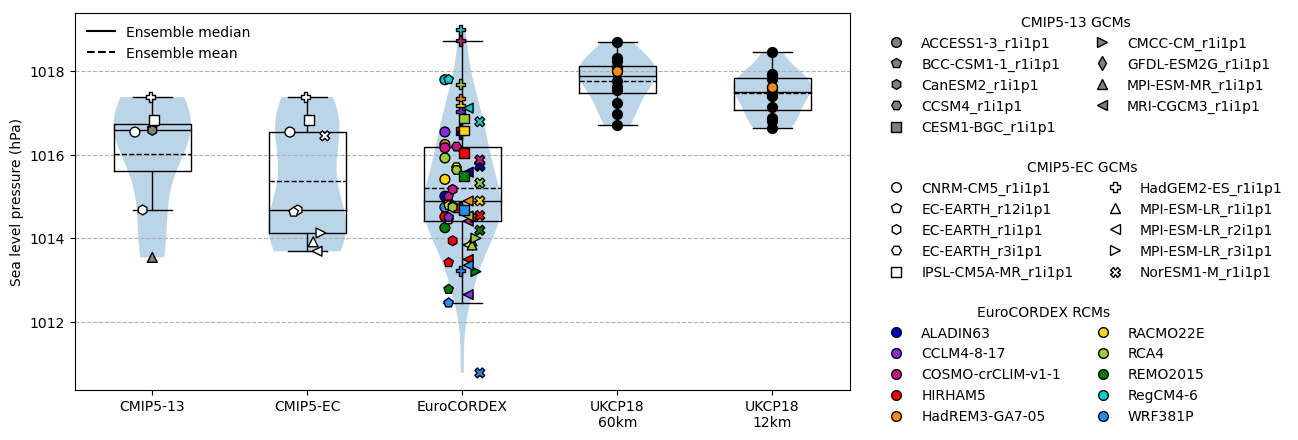 Ensemble median
Ensemble mean
Sea level pressure (hPa)
1018
1016
1014
1012
CMIP5-13
CMIP5-EC
EuroCORDEX
UKCP18
60km
UKCP18
12km
CMIP5-13 GCMs
ACCESS1-3_r1i1p1
BCC-CSM1-1_r1i1p1
CanESM2_r1i1p1
CCSM4_r1i1p1
CESM1-BGC_r1i1p1
CMCC-CM_r1i1p1
GFDL-ESM2G_r1i1p1
MPI-ESM-MR_r1i1p1
MRI-CGCM3_r1i1p1
CMIP5-EC GCMs
CNRM-CM5_r1i1p1
EC-EARTH_r12i1p1
EC-EARTH_r1i1p1
EC-EARTH_r3i1p1
IPSL-CM5A-MR_r1i1p1
HadGEM2-ES_r1i1p1
MPI-ESM-LR_r1i1p1
MPI-ESM-LR_r2i1p1
MPI-ESM-LR_r3i1p1
NorESM1-M_r1i1p1
EuroCORDEX RCMs
ALADIN63
CCLM4-8-17
COSMO-crCLIM-v1-1
HIRHAM5
HadREM3-GA7-05
RACMO22E
RCA4
REMO2015
RegCM4-6
WRF381P